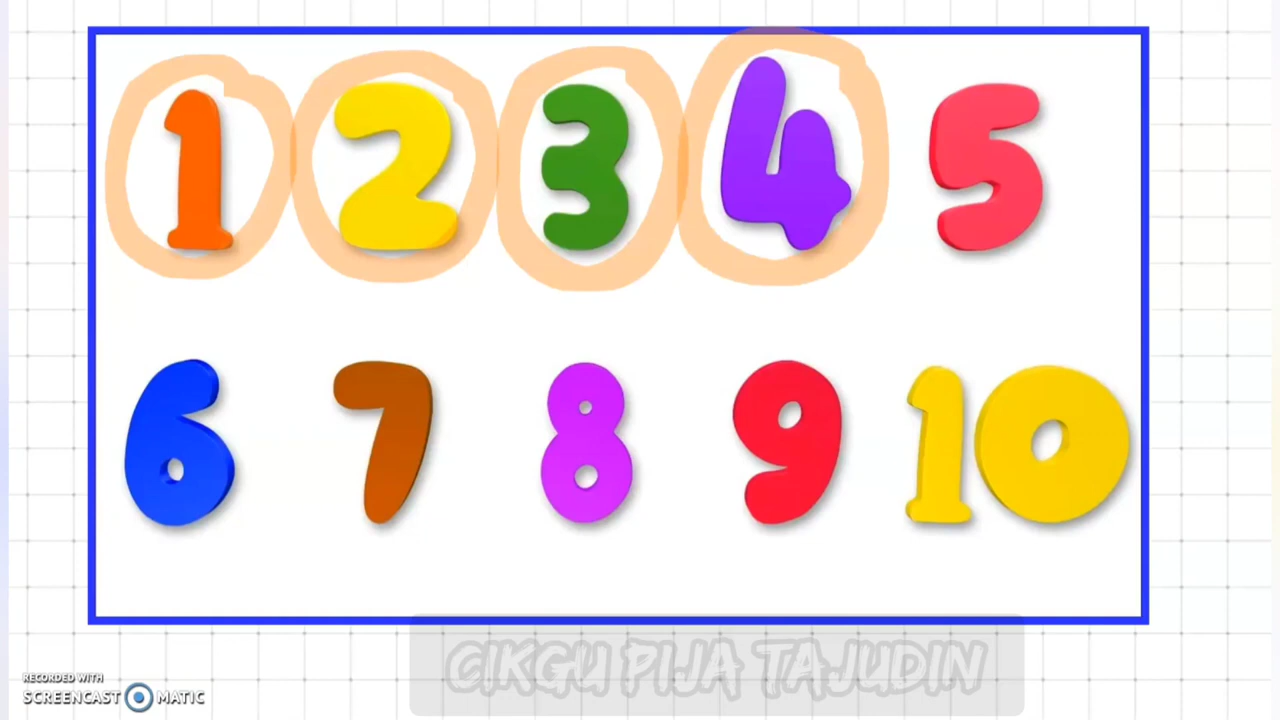 1 2 3 4 5
6 7 8 9 10
CIKGU PIJA TAJUDIN
RECORDED WITH
SCREENCAST MATIC